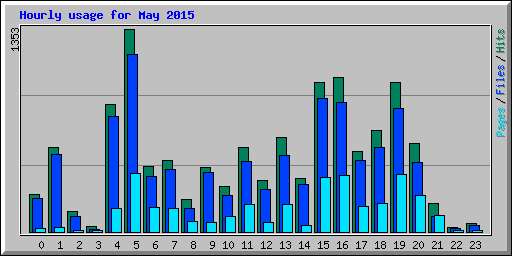 Hourly usage for May 2015
1353
Pages/Files/Hits
0 1 2 3 4 5 6 7 8 9 10 11 12 13 14 15 16 17 18 19 20 21 22 23